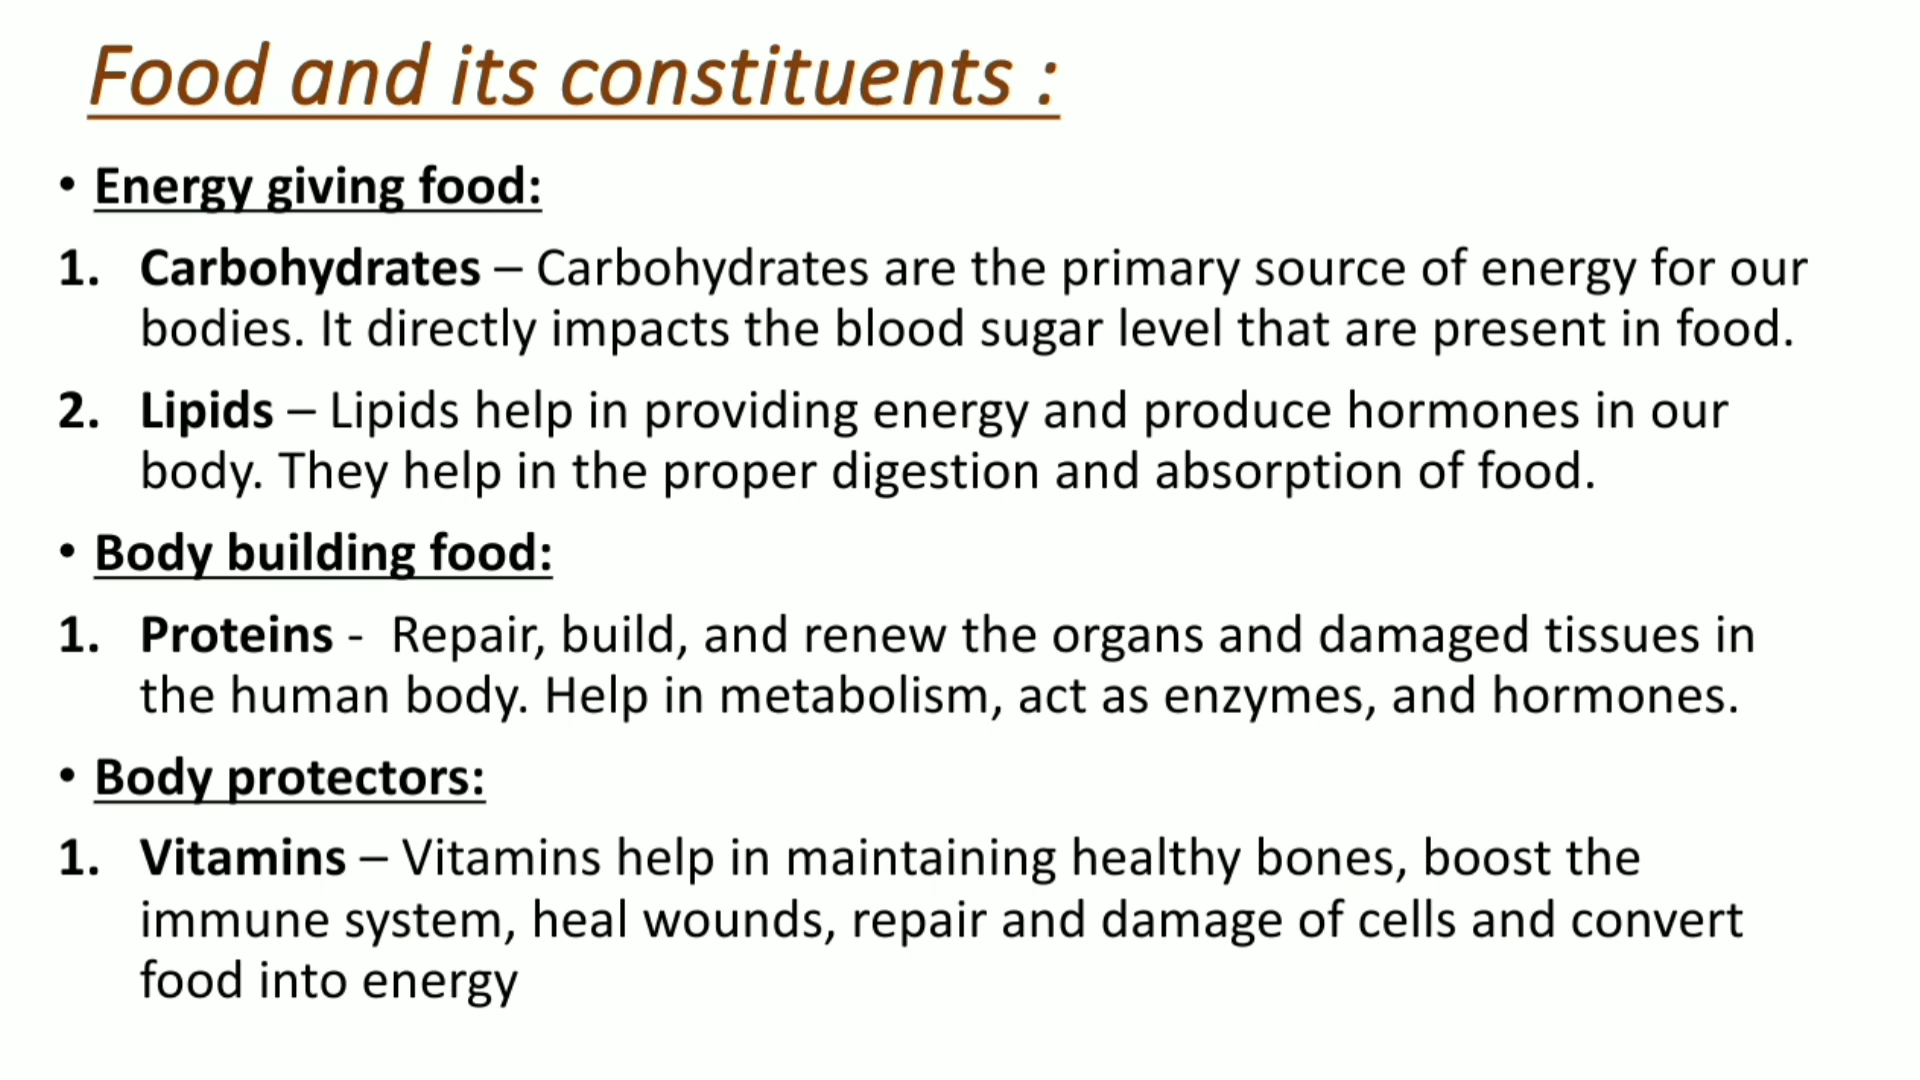 Food and its constituents :
• Energy giving food:
1. Carbohydrates – Carbohydrates are the primary source of energy for our
bodies. It directly impacts the blood sugar level that are present in food.
2. Lipids – Lipids help in providing energy and produce hormones in our
body. They help in the proper digestion and absorption of food.
• Body building food:
1. Proteins - Repair, build, and renew the organs and damaged tissues in
the human body. Help in metabolism, act as enzymes, and hormones.
• Body protectors:
1. Vitamins – Vitamins help in maintaining healthy bones, boost the
immune system, heal wounds, repair and damage of cells and convert
food into energy